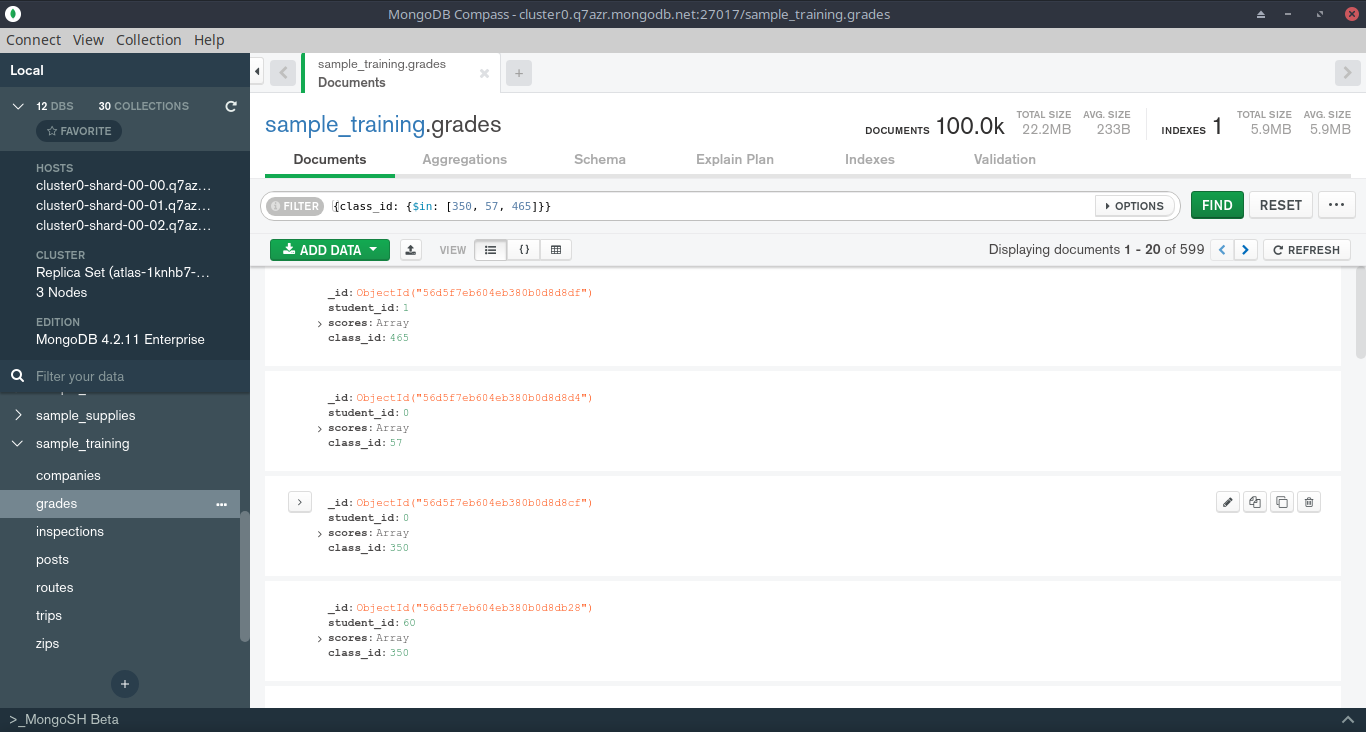 MongoDB Compass - cluster0.q7azr.mongodb.net:27017/sample_training.grades
Connect View Collection Help
Local
12 DBS 30 COLLECTIONS
FAVORITE
HOSTS
cluster0-shard-00-00.q7az...
cluster0-shard-00-01.q7az...
cluster0-shard-00-02.q7az...
CLUSTER
Replica Set (atlas-1knhb7-...
3 Nodes
EDITION
MongoDB 4.2.11 Enterprise
Filter your data
sample_supplies
sample_training
companies
grades
inspections
posts
routes
trips
zips
sample_training.grades
Documents
sample_training.grades
DOCUMENTS 100.0k TOTAL SIZE 22.2MB AVG. SIZE 233B INDEXES 1 TOTAL SIZE 5.9MB AVG. SIZE 5.9MB
Documents Aggregations Schema Explain Plan Indexes Validation
FILTER {class_id: {$in: [350, 57, 465]}} OPTIONS FIND RESET
ADD DATA VIEW {} Displaying documents 1 - 20 of 599 REFRESH
_id: ObjectId("56d5f7eb604eb380b0d8d8df")
student_id: 1
scores: Array
class_id: 465
_id: ObjectId("56d5f7eb604eb380b0d8d8d4")
student_id: 0
scores: Array
class_id: 57
_id: ObjectId("56d5f7eb604eb380b0d8d8cf")
student_id: 0
scores: Array
class_id: 350
_id: ObjectId("56d5f7eb604eb380b0d8db28")
student_id: 60
scores: Array
class_id: 350
>_MongoSH Beta